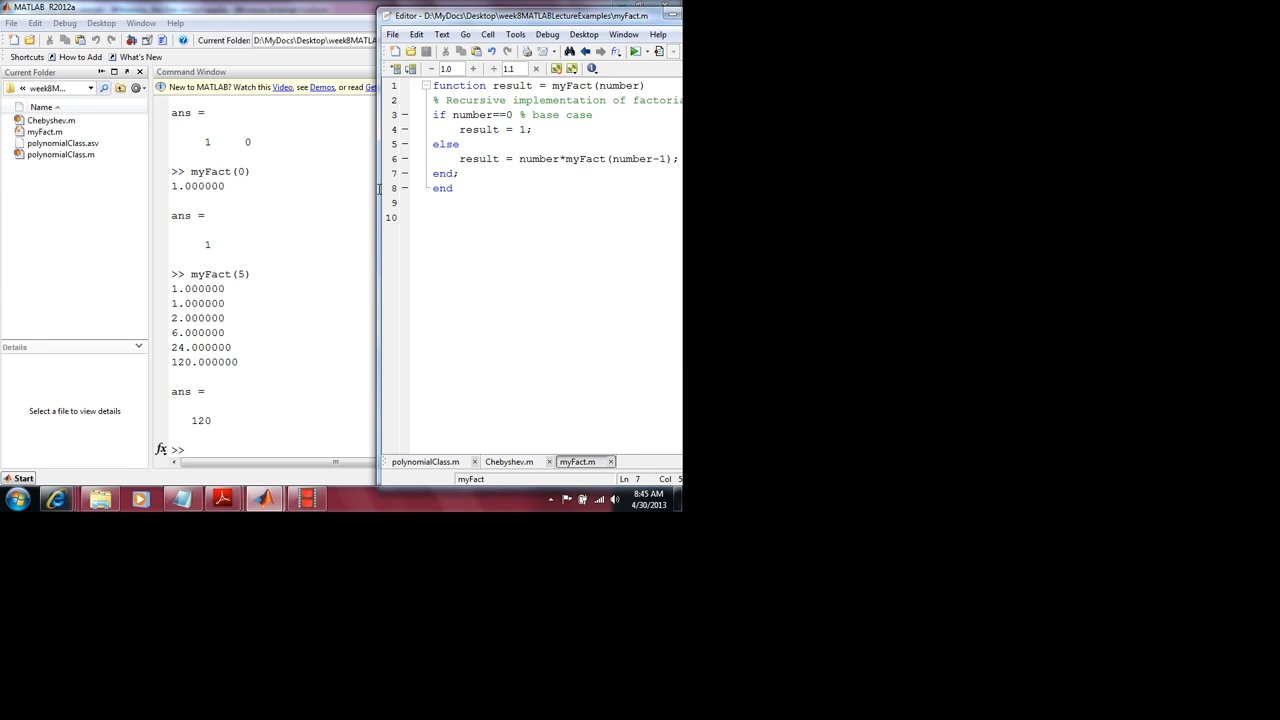 MATLAB R2012a
File Edit Debug Desktop Window Help
Current Folder: D:\MyDocs\Desktop\week8MATLA
Shortcuts How to Add What's New
Current Folder
« week8M...
Name
Chebyshev.m
myFact.m
polynomialClass.asv
polynomialClass.m
Details
Select a file to view details
Start
Command Window
New to MATLAB? Watch this Video, see Demos, or read Ge
ans =
1 0
>> myFact(0)
1.000000
ans =
1
>> myFact(5)
1.000000
1.000000
2.000000
6.000000
24.000000
120.000000
ans =
120
fx >>
Editor - D:\MyDocs\Desktop\week8MATLABLectureExamples\myFact.m
File Edit Text Go Cell Tools Debug Desktop Window Help
− 1.0 + ÷ 1.1 ×
1 function result = myFact(number)
2 % Recursive implementation of factoria
3 – if number==0 % base case
4 – result = 1;
5 – else
6 – result = number*myFact(number-1);
7 – end;
8 – end
9
10
polynomialClass.m × Chebyshev.m × myFact.m ×
myFact Ln 7 Col 5
8:45 AM
4/30/2013